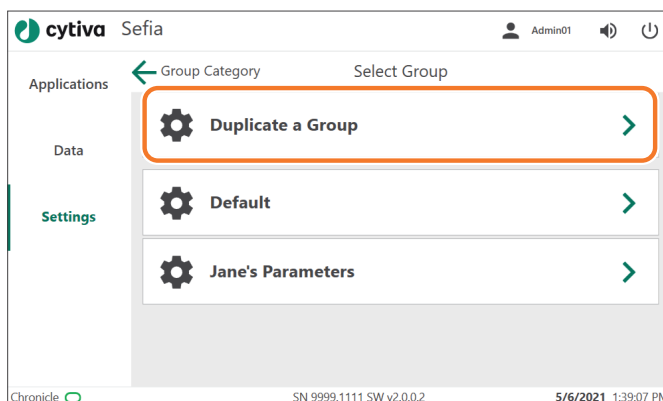 cytiva Sefia Admin01
Applications
Group Category Select Group
Duplicate a Group
Data
Default
Settings
Jane's Parameters
Chronicle SN 9999.1111 SW v2.0.0.2 5/6/2021 1:39:07 PM